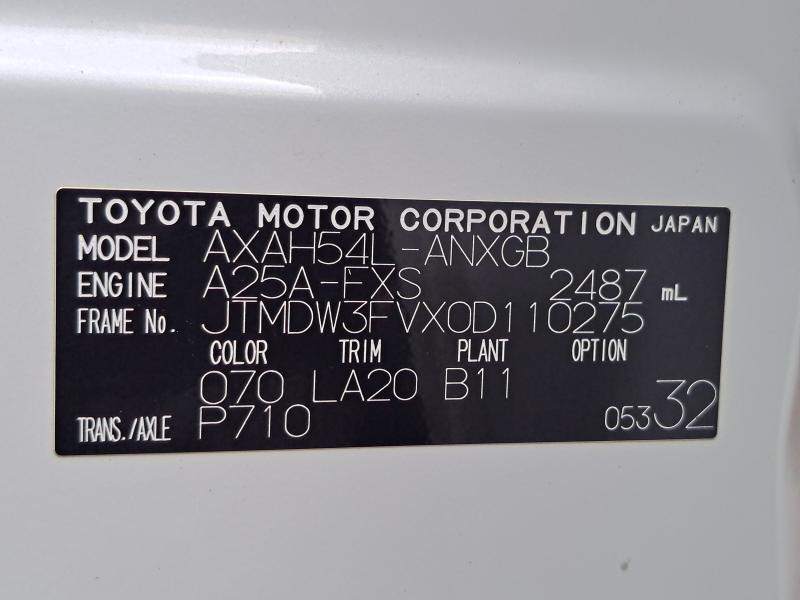 TOYOTA MOTOR CORPORATION JAPAN
MODEL AXAH54L-ANXGB
ENGINE A25A-FXS 2487 mL
FRAME No. JTMDW3FVX0D110275
COLOR TRIM PLANT OPTION
070 LA20 B11
TRANS./AXLE P710 05332